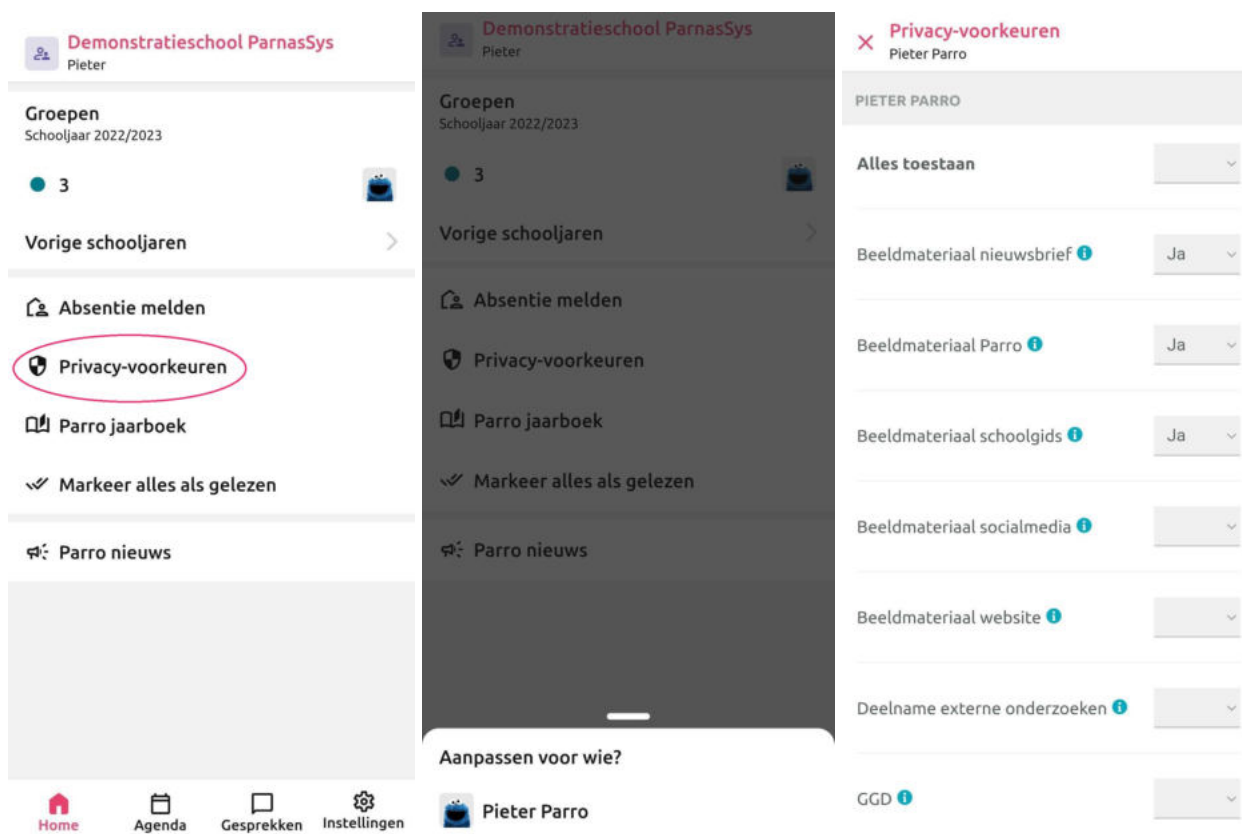 Demonstratieschool ParnasSys
Pieter
Groepen
Schooljaar 2022/2023
3
Vorige schooljaren
Absentie melden
Privacy-voorkeuren
Parro jaarboek
Markeer alles als gelezen
Parro nieuws
Home
Agenda
Gesprekken
Instellingen
Demonstratieschool ParnasSys
Pieter
Groepen
Schooljaar 2022/2023
3
Vorige schooljaren
Absentie melden
Privacy-voorkeuren
Parro jaarboek
Markeer alles als gelezen
Parro nieuws
Aanpassen voor wie?
Pieter Parro
Privacy-voorkeuren
Pieter Parro
PIETER PARRO
Alles toestaan
Beeldmateriaal nieuwsbrief Ja
Beeldmateriaal Parro Ja
Beeldmateriaal schoolgids Ja
Beeldmateriaal socialmedia
Beeldmateriaal website
Deelname externe onderzoeken
GGD